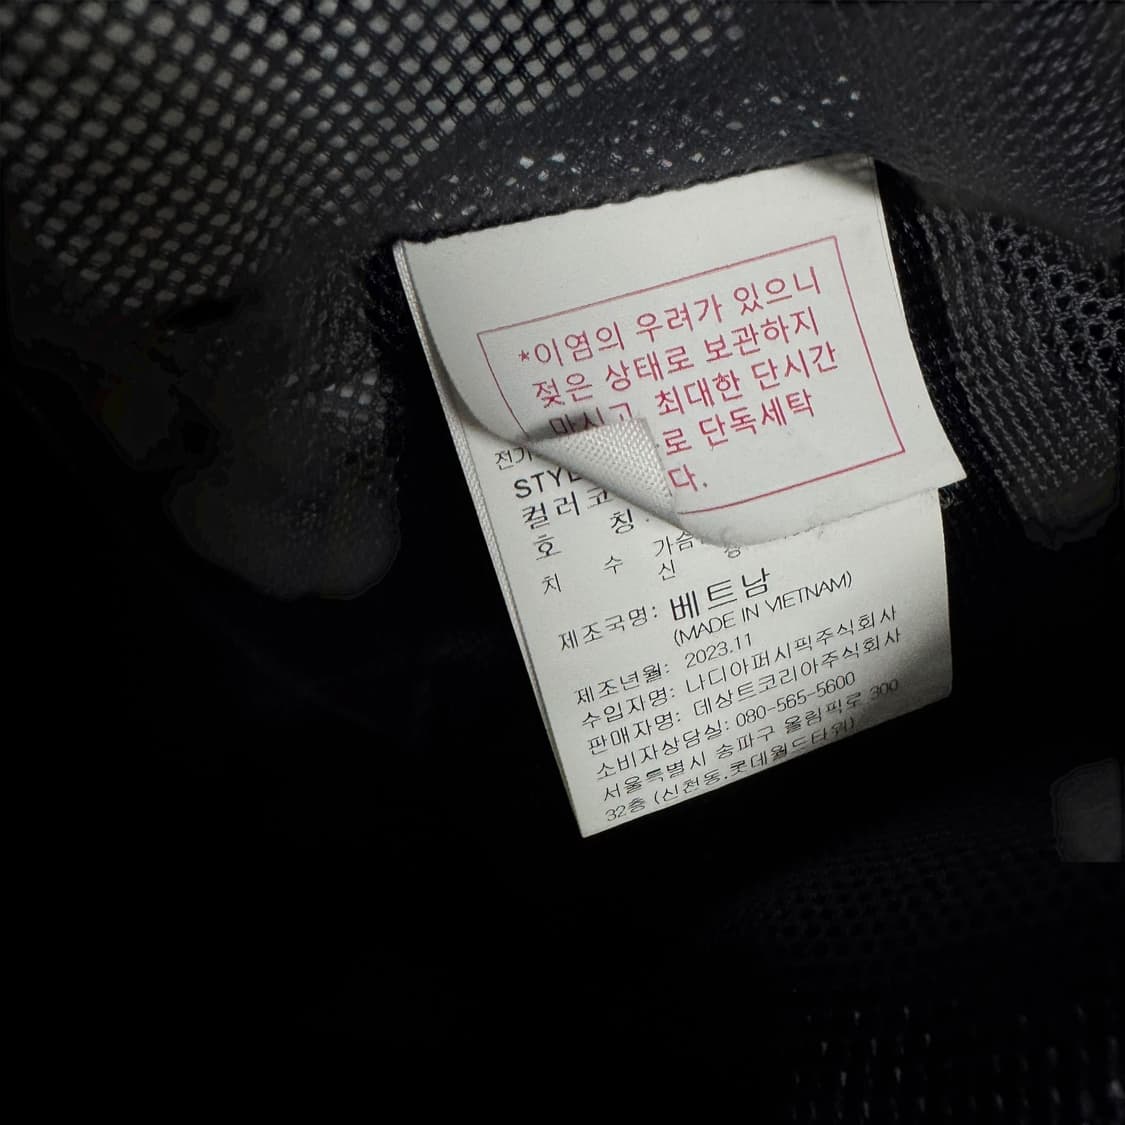 *이염의 우려가 있으니
젖은 상태로 보관하지
마시고 최대한 단시간
로 단독세탁
다.
컬러
호 칭
치 수 가슴
신
제조국명: 베트남
(MADE IN VIETNAM)
제조년월: 2023.11
수입자명: 나디아퍼시픽주식회사
판매자명: 데상트코리아주식회사
소비자상담실: 080-565-5600
서울특별시 송파구 올림픽로 300
32층 (신천동,롯데월드타워)